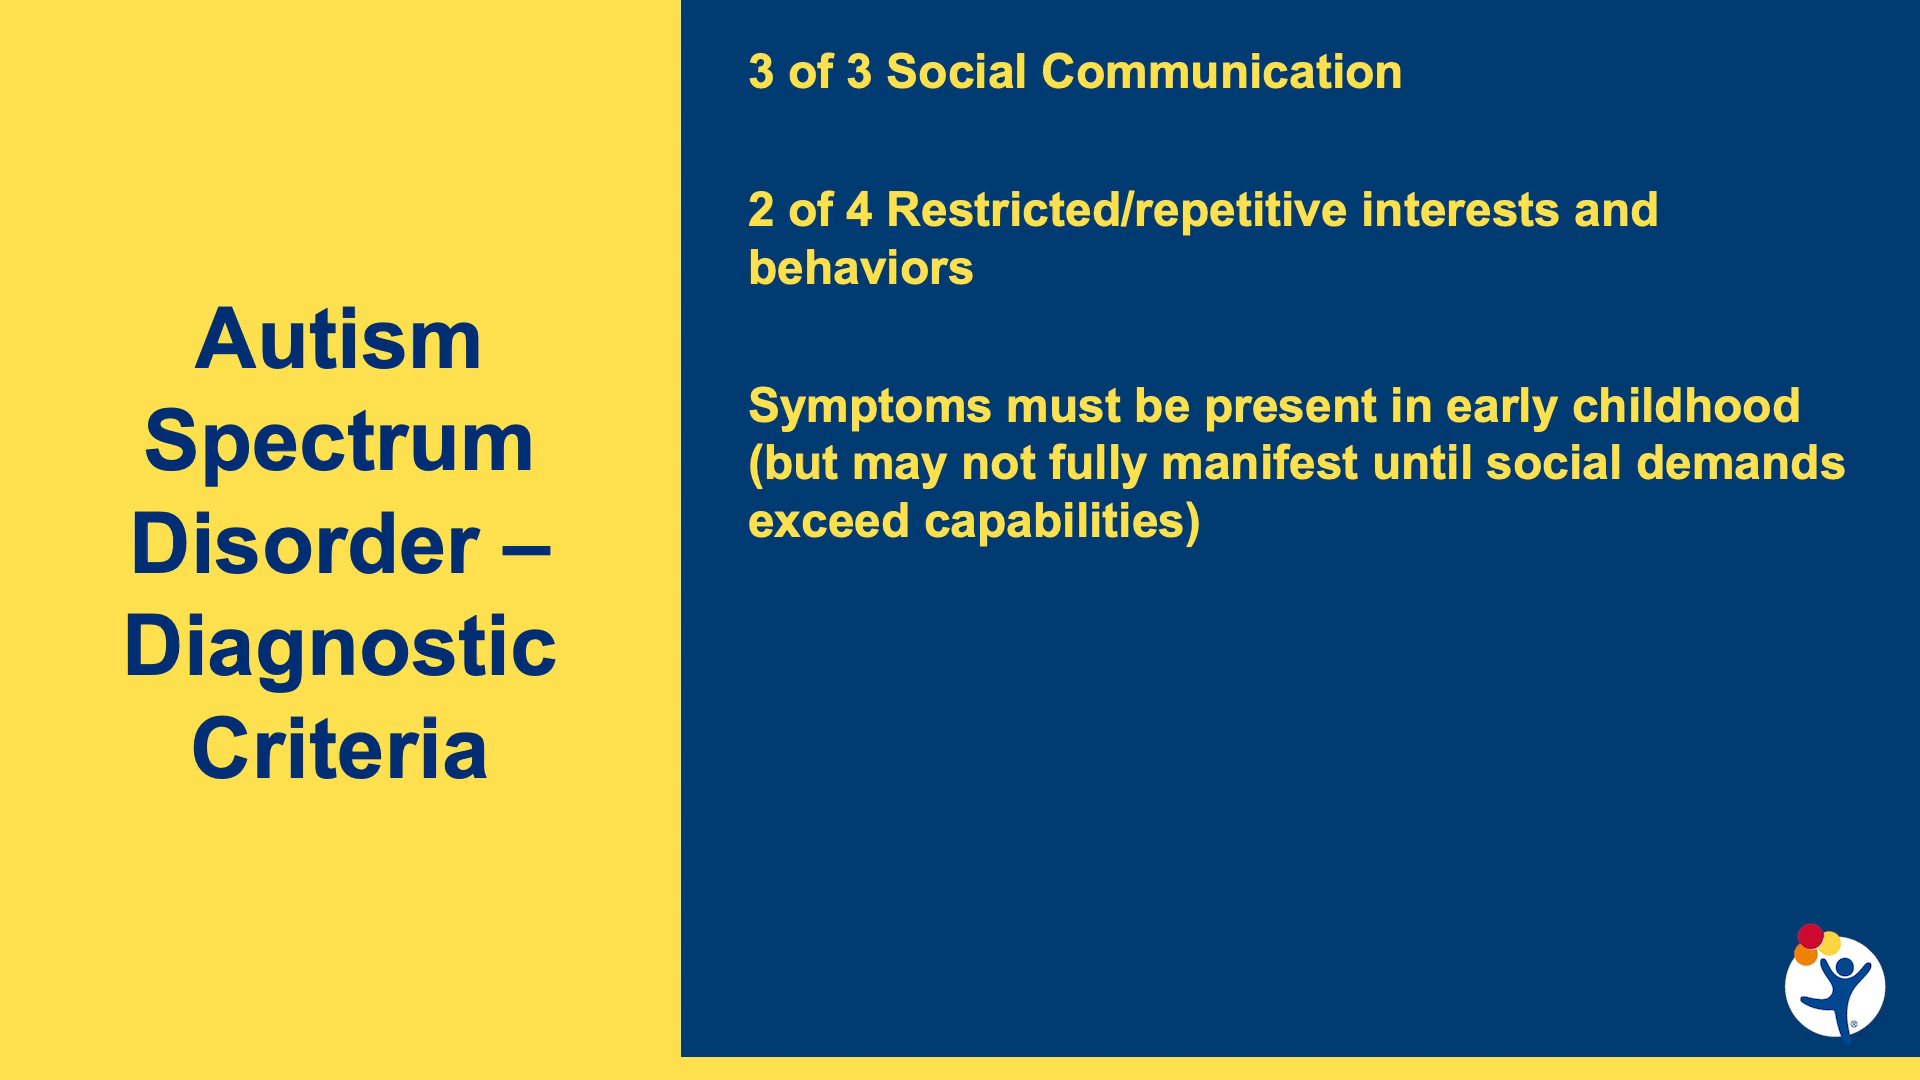 Autism
Spectrum
Disorder –
Diagnostic
Criteria
3 of 3 Social Communication
2 of 4 Restricted/repetitive interests and
behaviors
Symptoms must be present in early childhood
(but may not fully manifest until social demands
exceed capabilities)
®